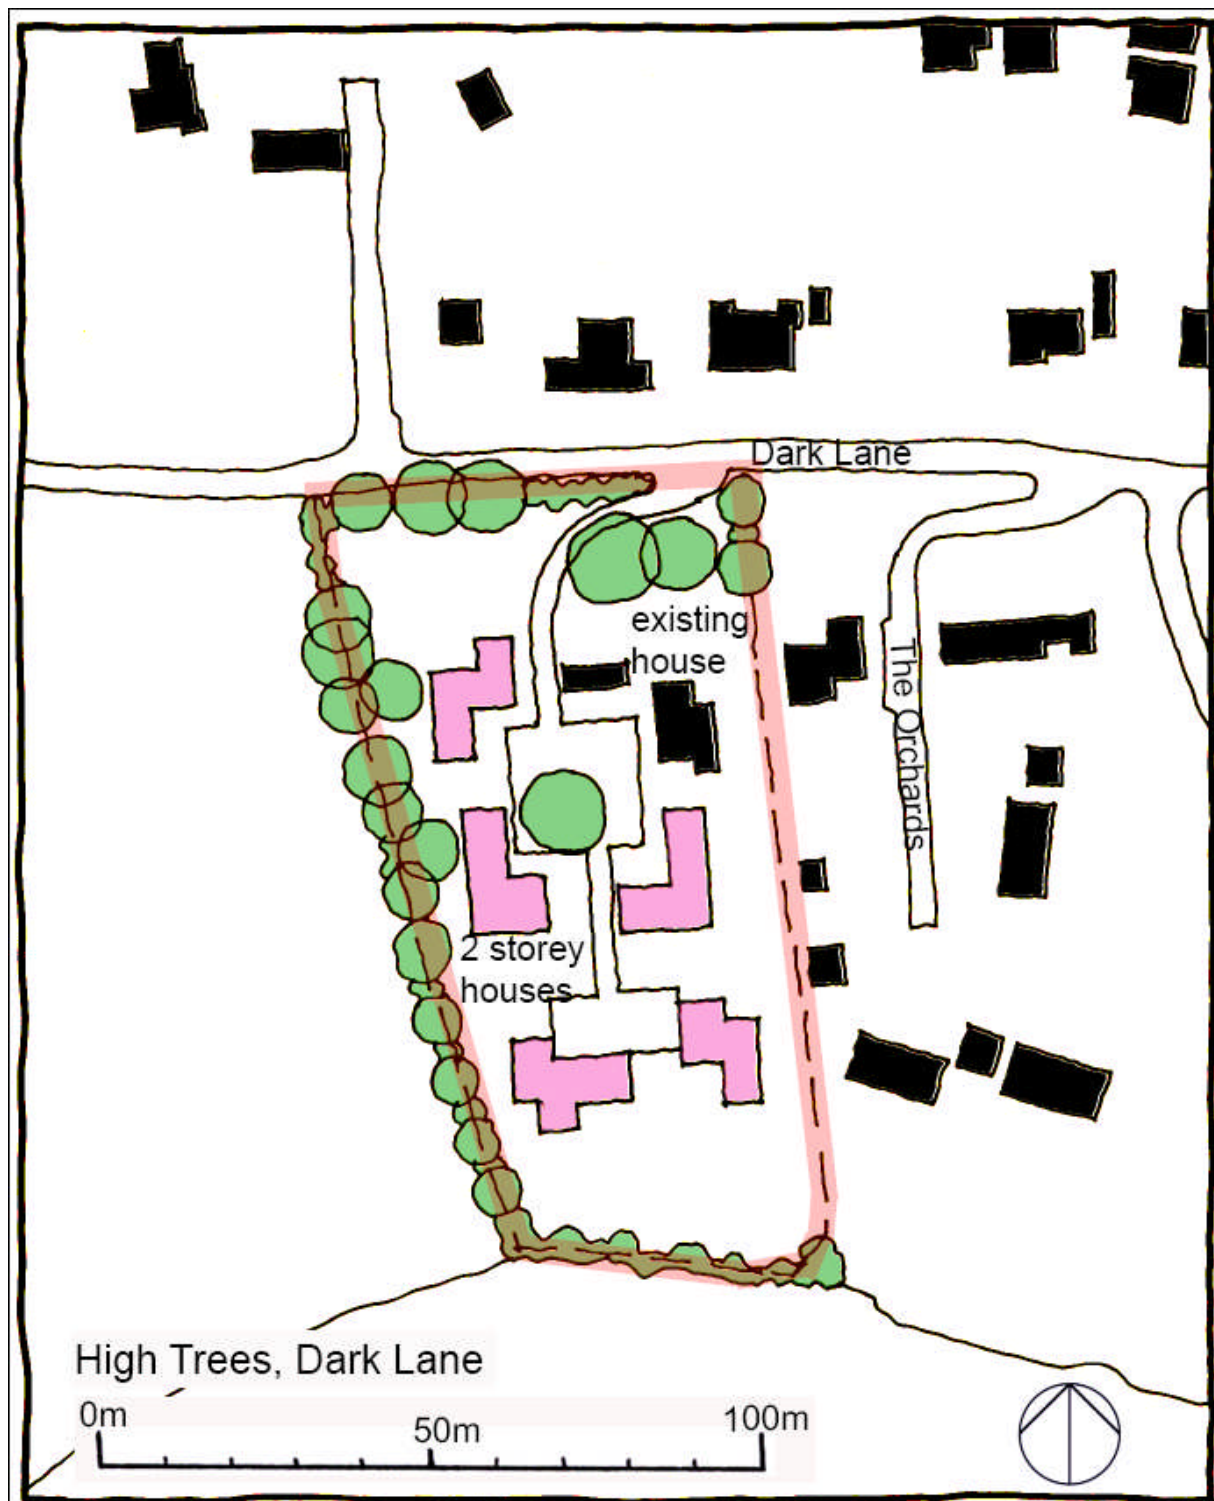 Dark Lane
existing
house
The Orchards
2 storey
houses
High Trees, Dark Lane
0m
50m
100m